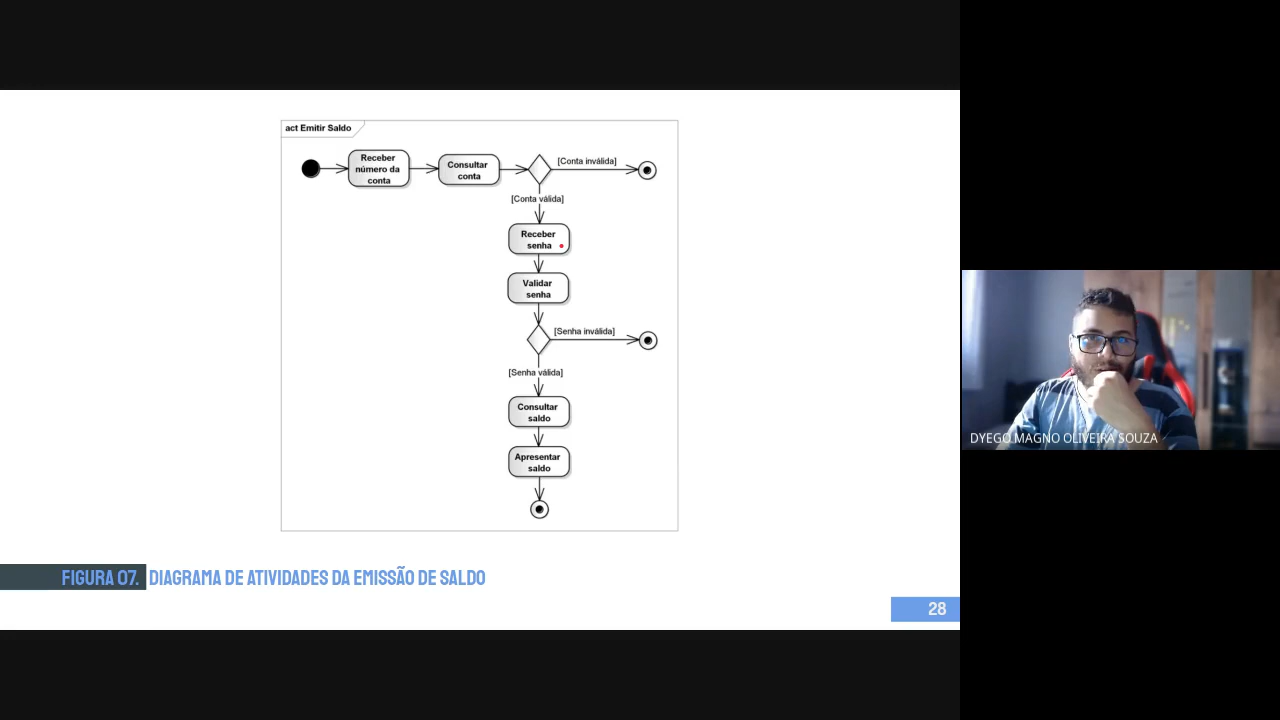 act Emitir Saldo
Receber
número da
conta
Consultar
conta
[Conta inválida]
[Conta válida]
Receber
senha
Validar
senha
[Senha inválida]
[Senha válida]
Consultar
saldo
Apresentar
saldo
FIGURA 07. DIAGRAMA DE ATIVIDADES DA EMISSÃO DE SALDO
28
DYEGO MAGNO OLIVEIRA SOUZA